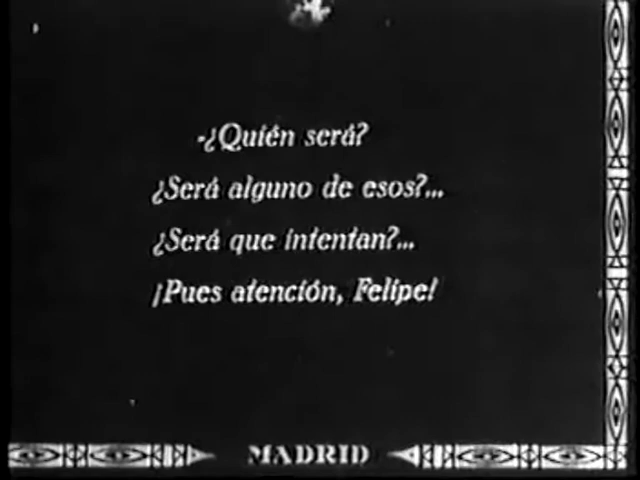 -¿Quién será?
¿Será alguno de esos?...
¿Será que intentan?...
¡Pues atención, Felipe!
MADRID